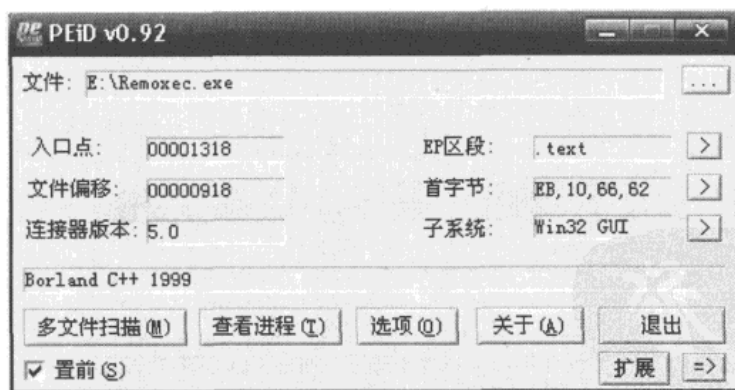 PEiD v0.92
文件: E:\Remoxec.exe ...
入口点: 00001318 EP区段: .text >
文件偏移: 00000918 首字节: EB,10,66,62 >
连接器版本: 5.0 子系统: Win32 GUI >
Borland C++ 1999
多文件扫描(M) 查看进程(T) 选项(O) 关于(A) 退出
置前(S) 扩展 =>